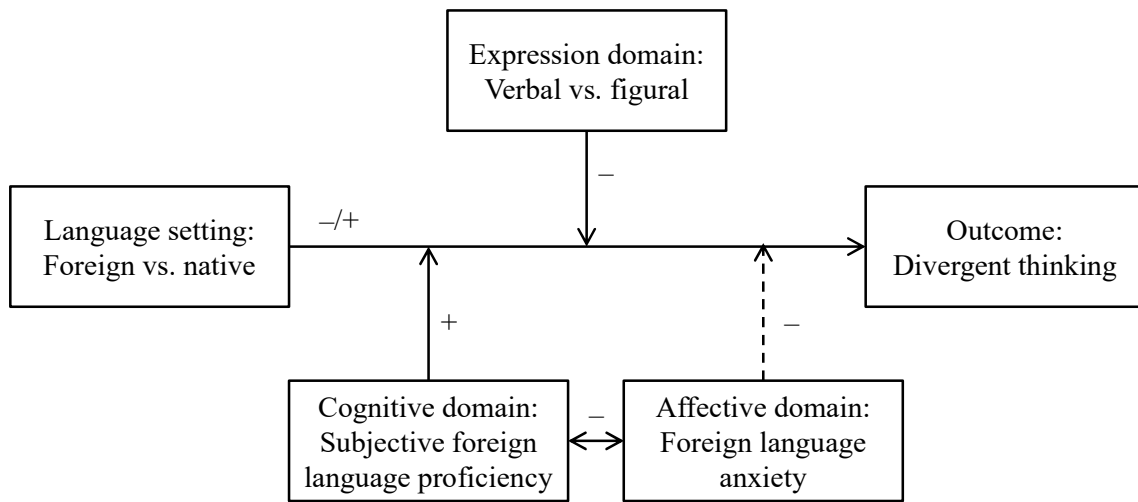 Expression domain:
Verbal vs. figural
–
Language setting:
Foreign vs. native
–/+
Outcome:
Divergent thinking
+
–
Cognitive domain:
Subjective foreign
language proficiency
–
Affective domain:
Foreign language
anxiety